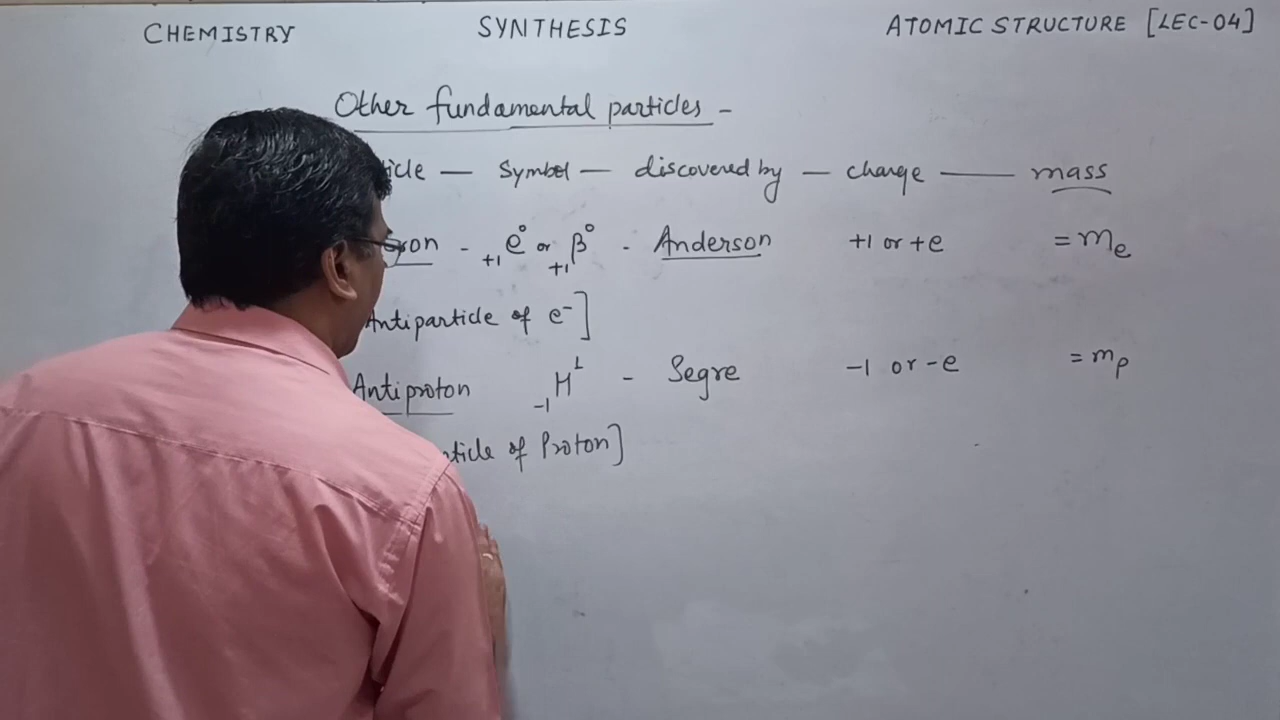 CHEMISTRY SYNTHESIS ATOMIC STRUCTURE [LEC-04]
Other fundamental particles -
ticle — Symbol — discovered by — charge — mass
ron - ₊₁e⁰ or ₊₁β⁰ - Anderson +1 or +e = mₑ
Antiparticle of e⁻]
Antiproton ₋₁H¹ - Segre -1 or -e = mₚ
ticle of Proton]